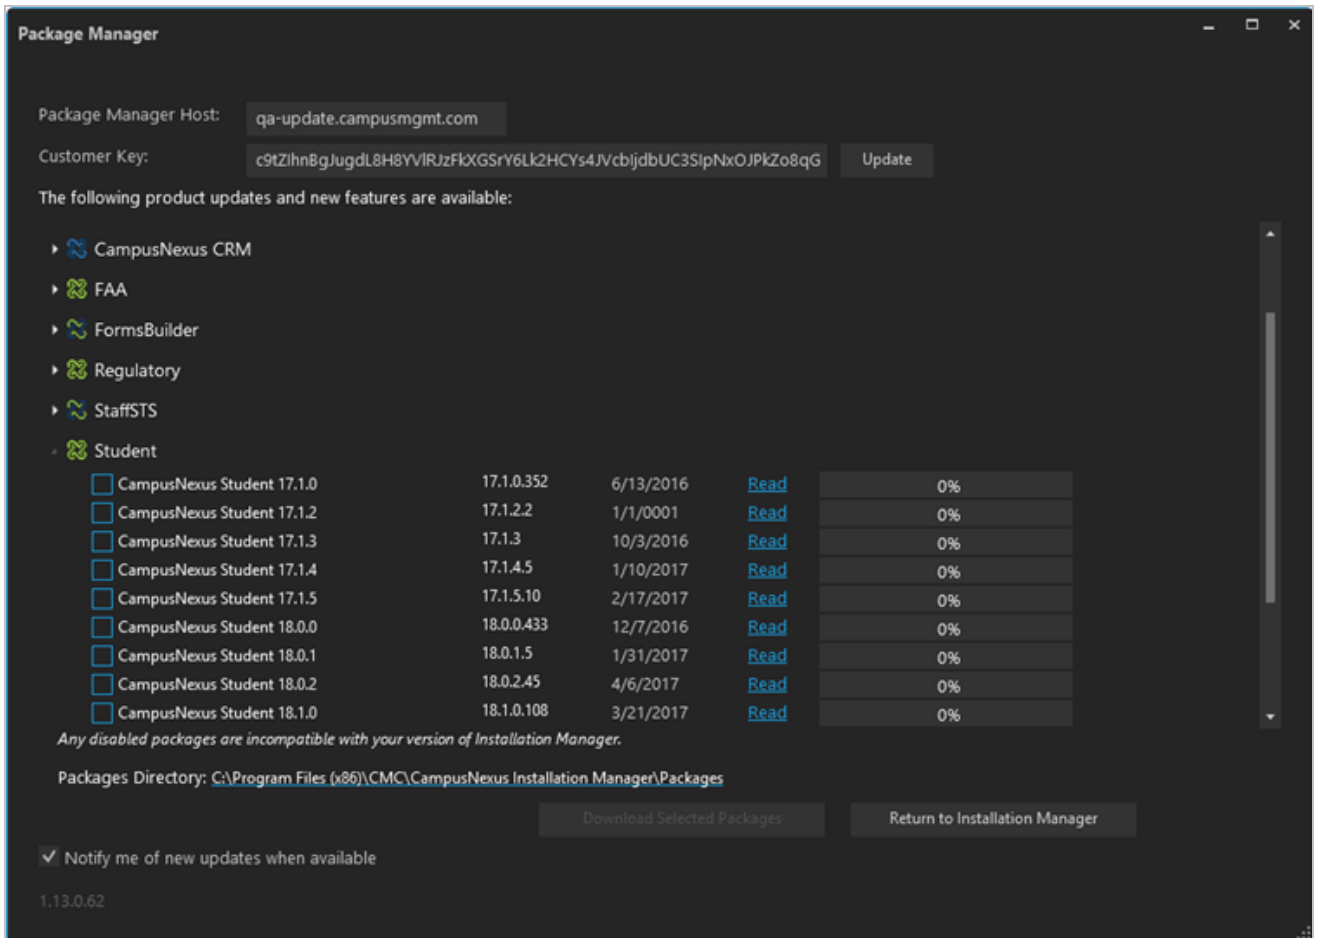 Package Manager
Package Manager Host: qa-update.campusmgmt.com
Customer Key: c9tZIhnBgJugdL8H8YVlRJzFkXGSrY6Lk2HCYs4JVcbIjdbUC3SIpNxOJPkZo8qG Update
The following product updates and new features are available:
CampusNexus CRM
FAA
FormsBuilder
Regulatory
StaffSTS
Student
CampusNexus Student 17.1.0 17.1.0.352 6/13/2016 Read 0%
CampusNexus Student 17.1.2 17.1.2.2 1/1/0001 Read 0%
CampusNexus Student 17.1.3 17.1.3 10/3/2016 Read 0%
CampusNexus Student 17.1.4 17.1.4.5 1/10/2017 Read 0%
CampusNexus Student 17.1.5 17.1.5.10 2/17/2017 Read 0%
CampusNexus Student 18.0.0 18.0.0.433 12/7/2016 Read 0%
CampusNexus Student 18.0.1 18.0.1.5 1/31/2017 Read 0%
CampusNexus Student 18.0.2 18.0.2.45 4/6/2017 Read 0%
CampusNexus Student 18.1.0 18.1.0.108 3/21/2017 Read 0%
Any disabled packages are incompatible with your version of Installation Manager.
Packages Directory: C:\Program Files (x86)\CMC\CampusNexus Installation Manager\Packages
Download Selected Packages Return to Installation Manager
Notify me of new updates when available
1.13.0.62